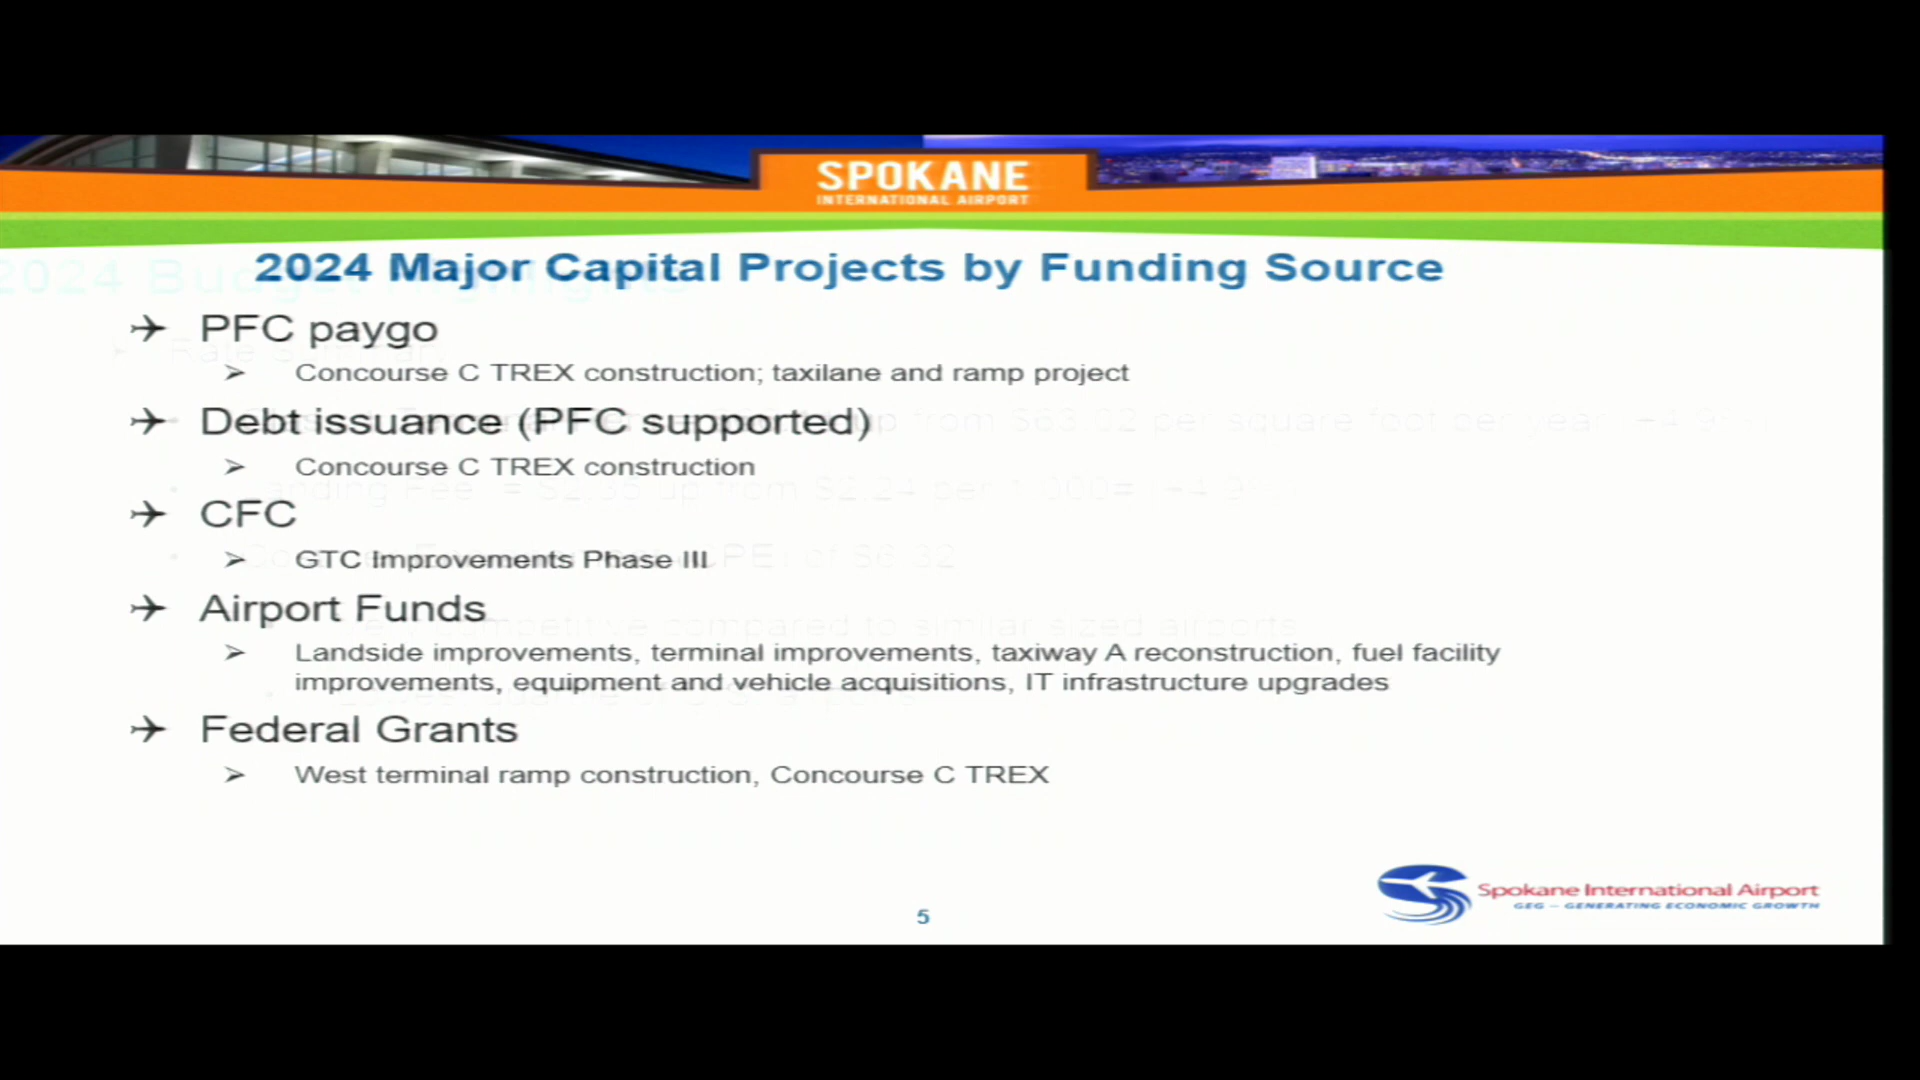 SPOKANE
INTERNATIONAL AIRPORT
2024 Major Capital Projects by Funding Source
PFC paygo
Concourse C TREX construction; taxilane and ramp project
Debt issuance (PFC supported)
Concourse C TREX construction
CFC
GTC Improvements Phase III
Airport Funds
Landside improvements, terminal improvements, taxiway A reconstruction, fuel facility
improvements, equipment and vehicle acquisitions, IT infrastructure upgrades
Federal Grants
West terminal ramp construction, Concourse C TREX
Spokane International Airport
GEG – GENERATING ECONOMIC GROWTH
5